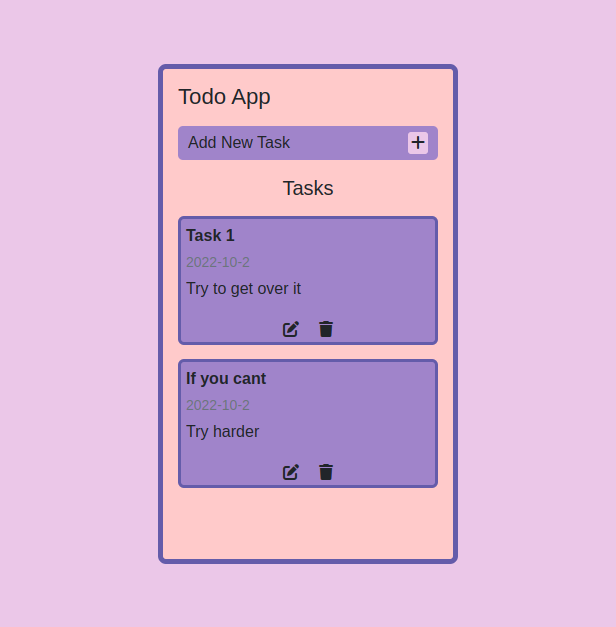 Todo App
Add New Task
Tasks
Task 1
2022-10-2
Try to get over it
If you cant
2022-10-2
Try harder